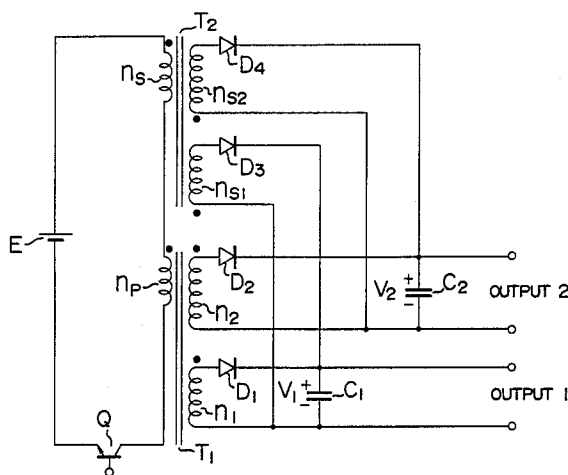 T2
nS
D4
nS2
D3
nS1
E
nP
D2
n2
V2
+
-
C2
OUTPUT 2
D1
n1
V1
+
-
C1
OUTPUT 1
Q
T1